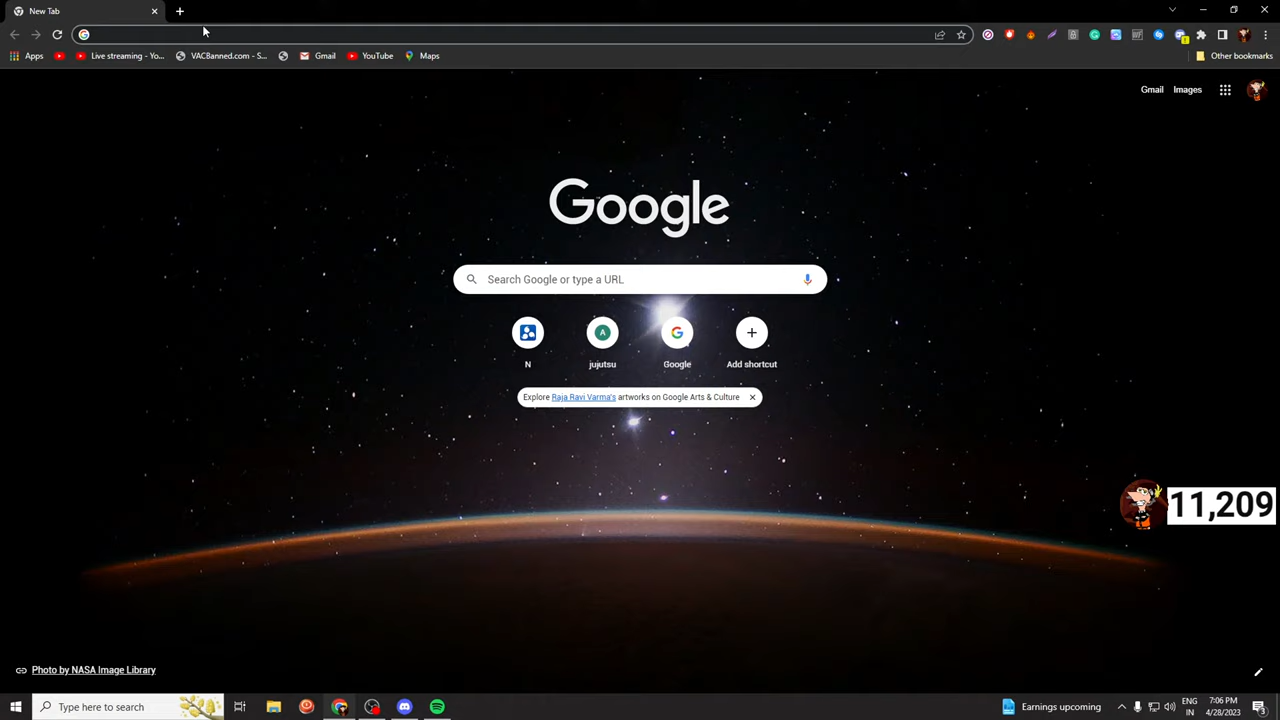 New Tab
Apps
Live streaming - Yo...
VACBanned.com - S...
Gmail
YouTube
Maps
Other bookmarks
Gmail
Images
Google
Search Google or type a URL
N
A
jujutsu
Google
Add shortcut
Explore Raja Ravi Varma's artworks on Google Arts & Culture
11,209
Photo by NASA Image Library
Type here to search
Earnings upcoming
ENG
IN
7:06 PM
4/28/2023